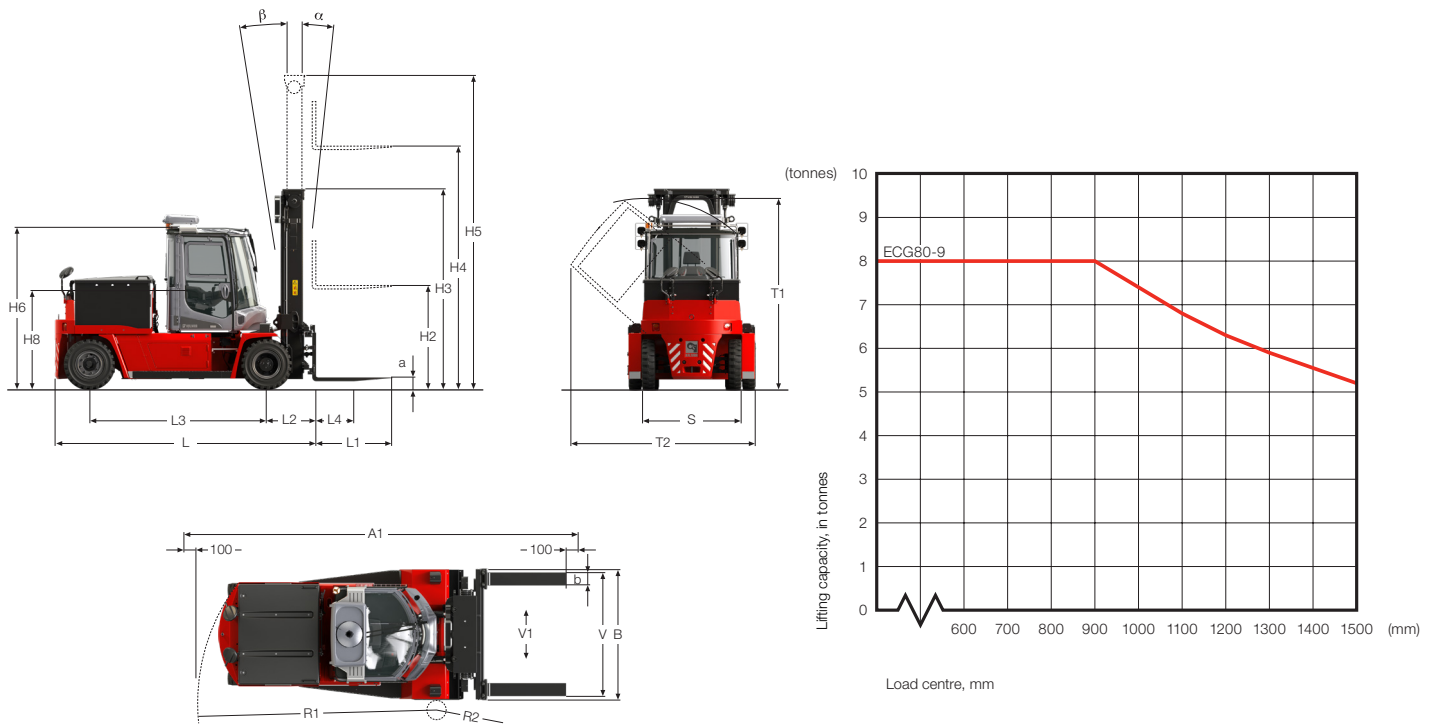 β
α
H6
H8
H5
H4
H3
H2
a
L3
L2
L4
L
L1
T1
S
T2
A1
100
100
b
V1
V
B
R1
R2
(tonnes)
10
9
ECG80-9
8
7
6
5
4
3
2
1
0
Lifting capacity, in tonnes
600 700 800 900 1000 1100 1200 1300 1400 1500 (mm)
Load centre, mm